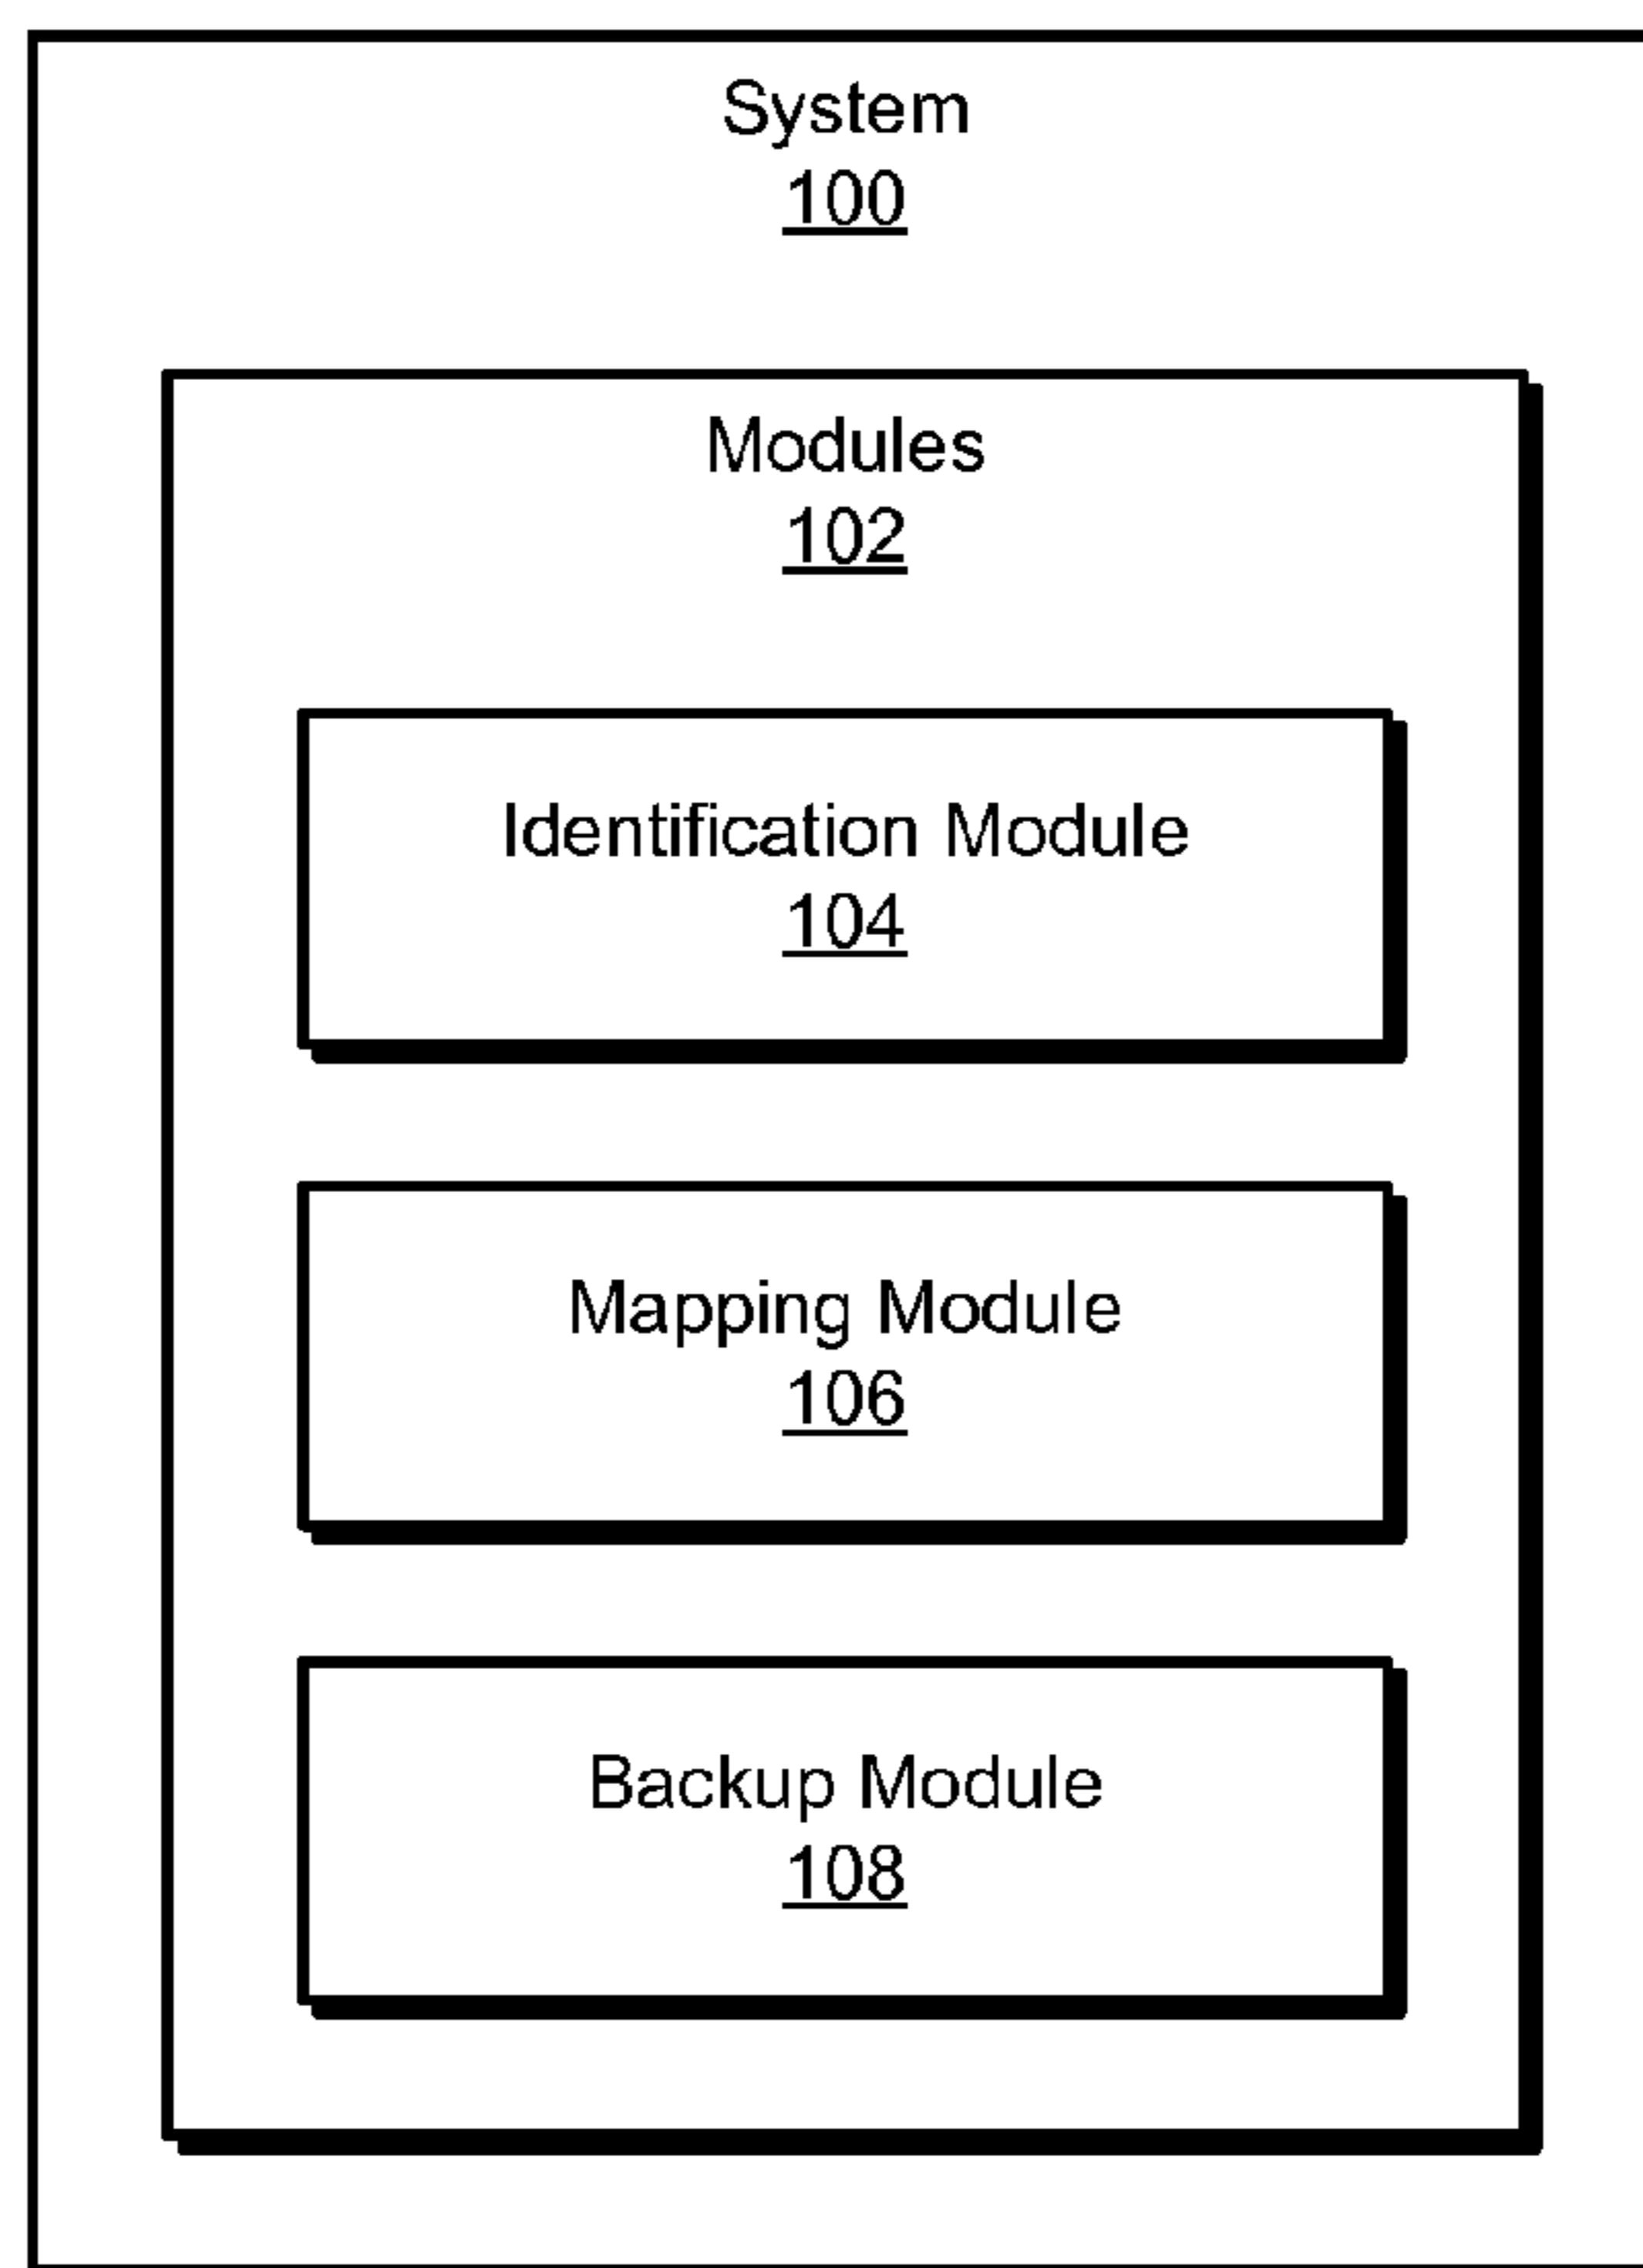 System
100
Modules
102
Identification Module
104
Mapping Module
106
Backup Module
108